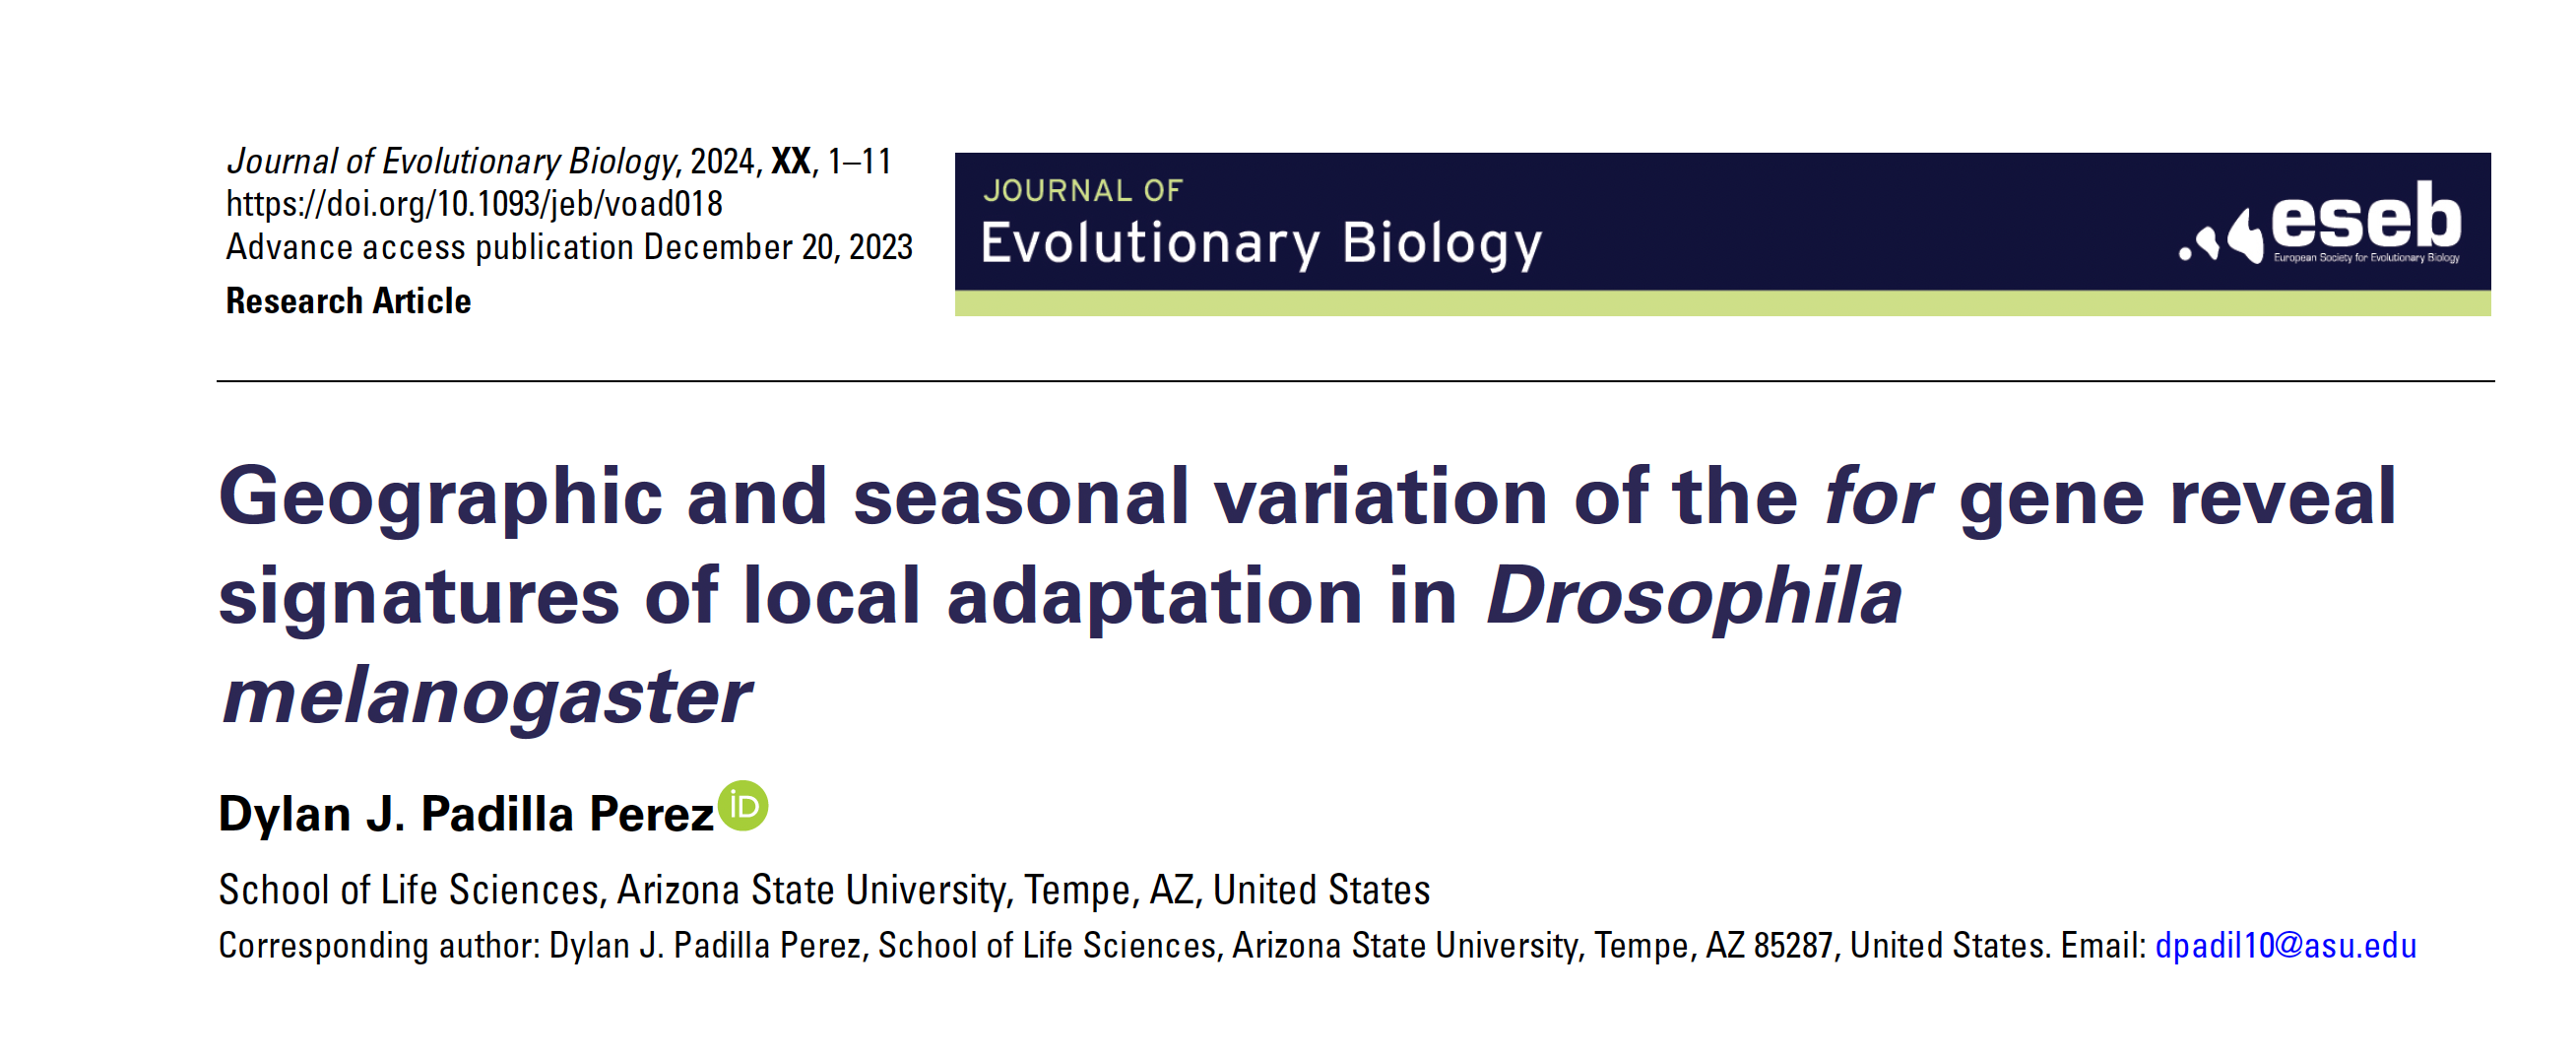 Journal of Evolutionary Biology, 2024, XX, 1–11
https://doi.org/10.1093/jeb/voad018
Advance access publication December 20, 2023
Research Article
JOURNAL OF
Evolutionary Biology
eseb
European Society for Evolutionary Biology
Geographic and seasonal variation of the for gene reveal
signatures of local adaptation in Drosophila
melanogaster
Dylan J. Padilla Perez iD
School of Life Sciences, Arizona State University, Tempe, AZ, United States
Corresponding author: Dylan J. Padilla Perez, School of Life Sciences, Arizona State University, Tempe, AZ 85287, United States. Email: dpadil10@asu.edu